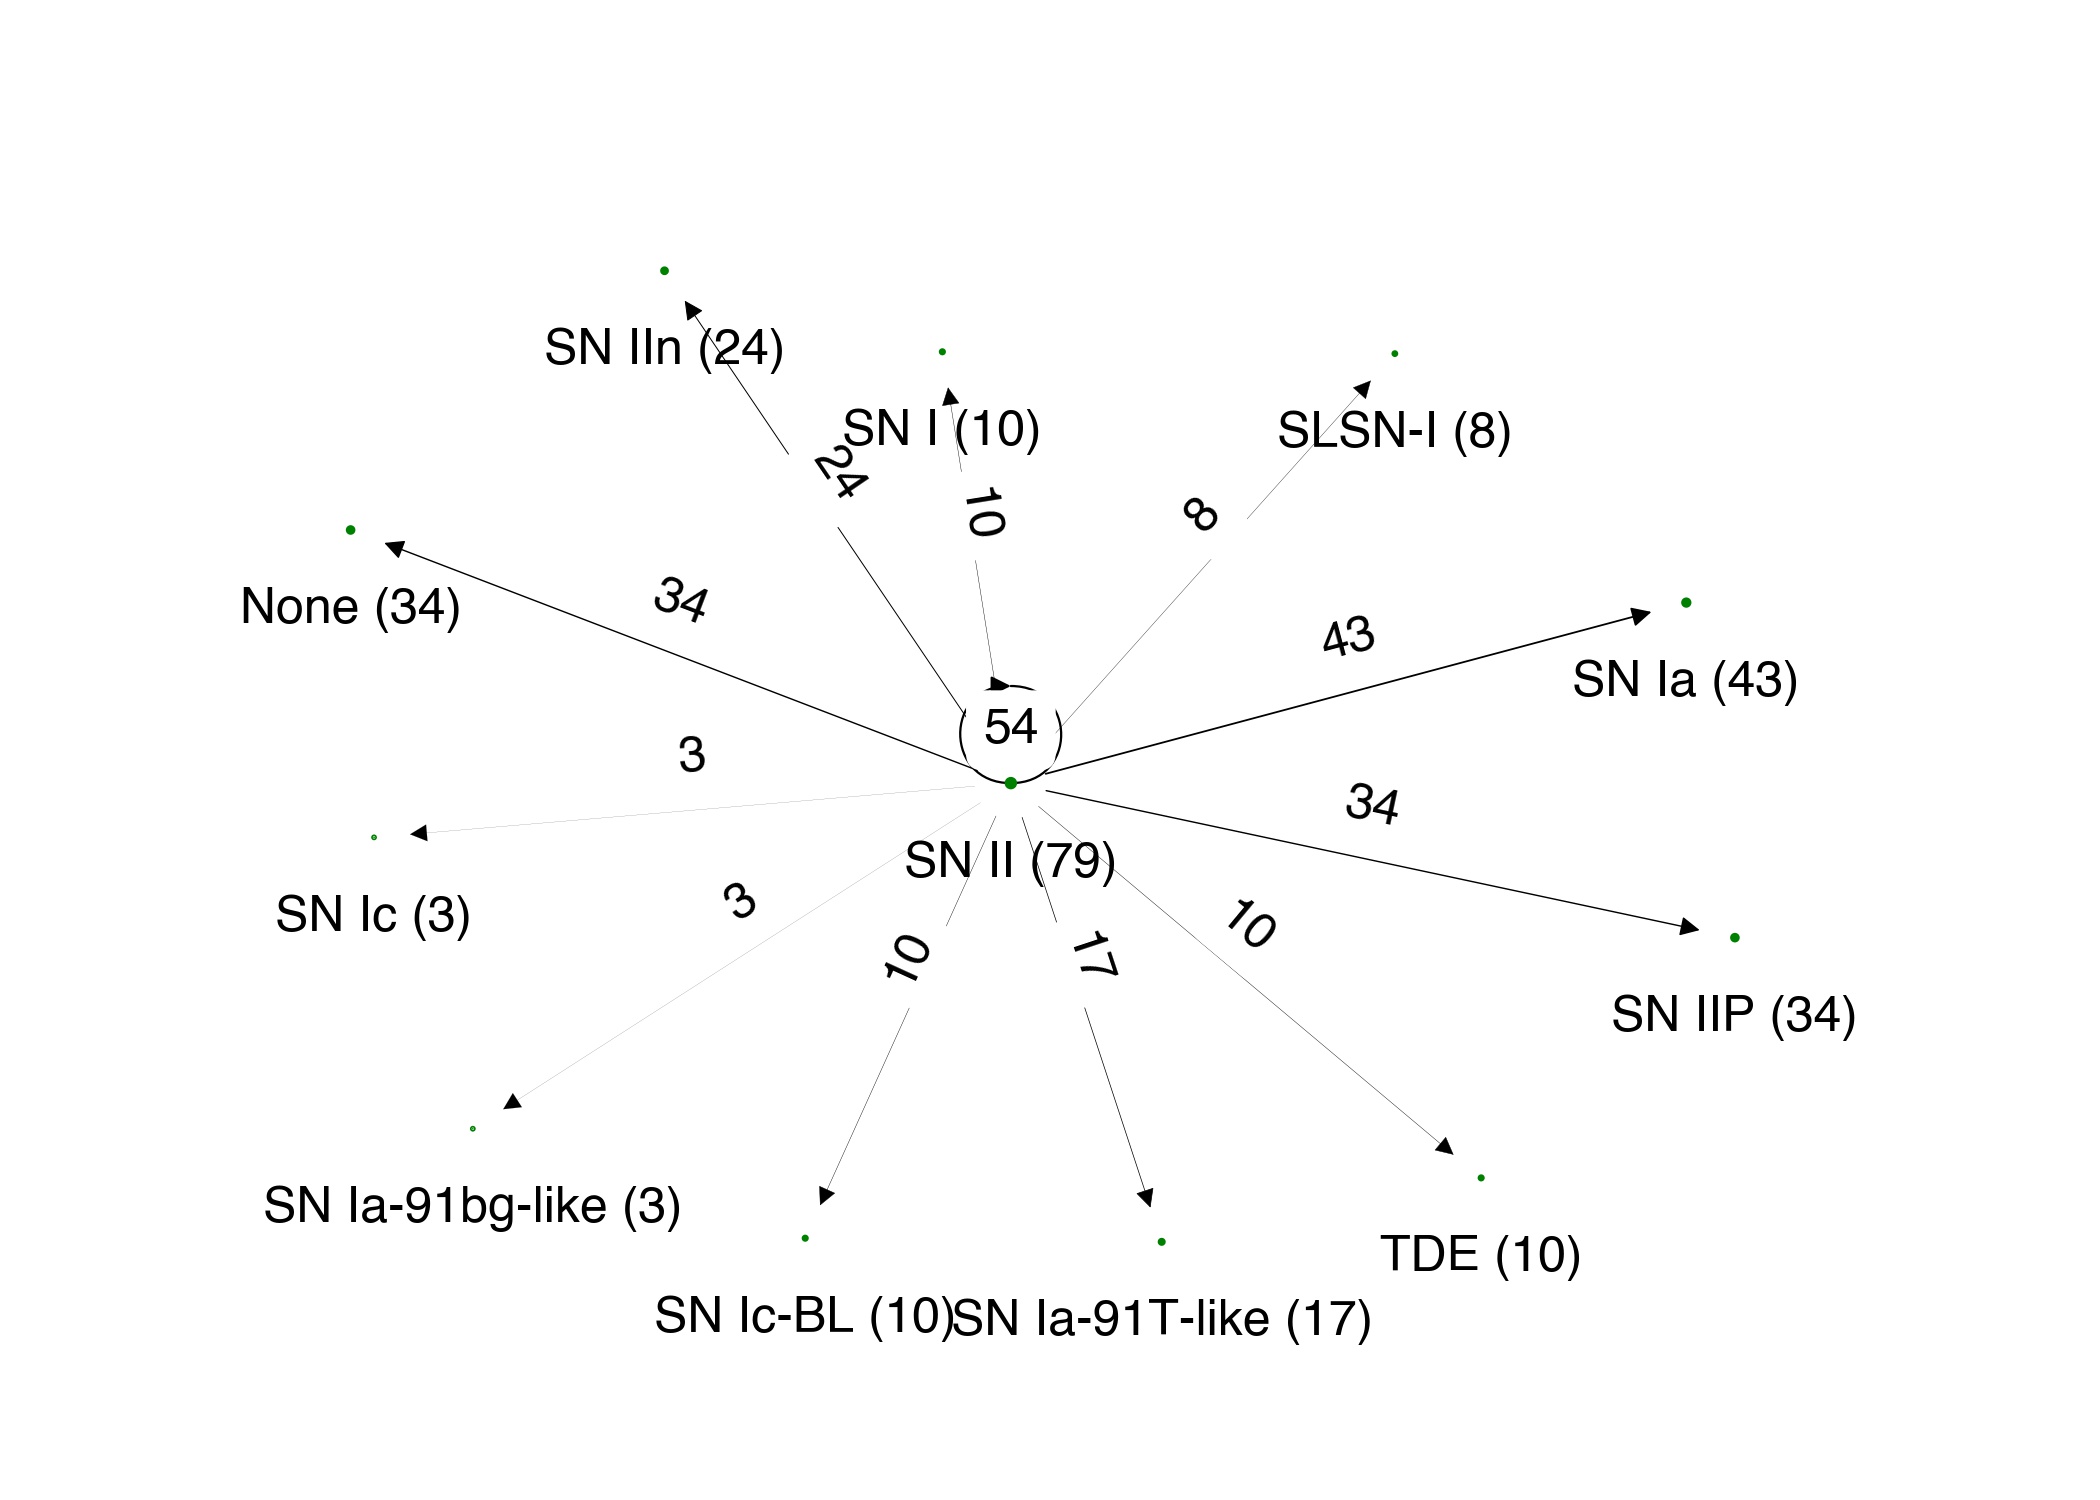 SN IIn (24)
SN I (10)
SLSN-I (8)
24
10
8
None (34)
34
43
SN Ia (43)
54
3
34
SN II (79)
SN Ic (3)
3
10
17
10
SN IIP (34)
SN Ia-91bg-like (3)
TDE (10)
SN Ic-BL (10)
SN Ia-91T-like (17)